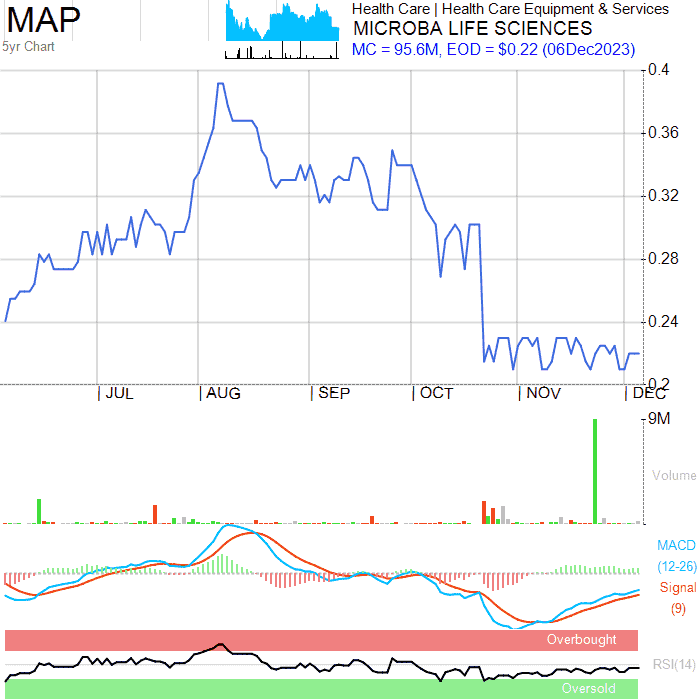 MAP
5yr Chart
Health Care | Health Care Equipment & Services
MICROBA LIFE SCIENCES
MC = 95.6M, EOD = $0.22 (06Dec2023)
0.4
0.36
0.32
0.28
0.24
0.2
| JUL | AUG | SEP | OCT | NOV | DEC
9M
Volume
MACD
(12-26)
Signal
(9)
Overbought
RSI(14)
Oversold